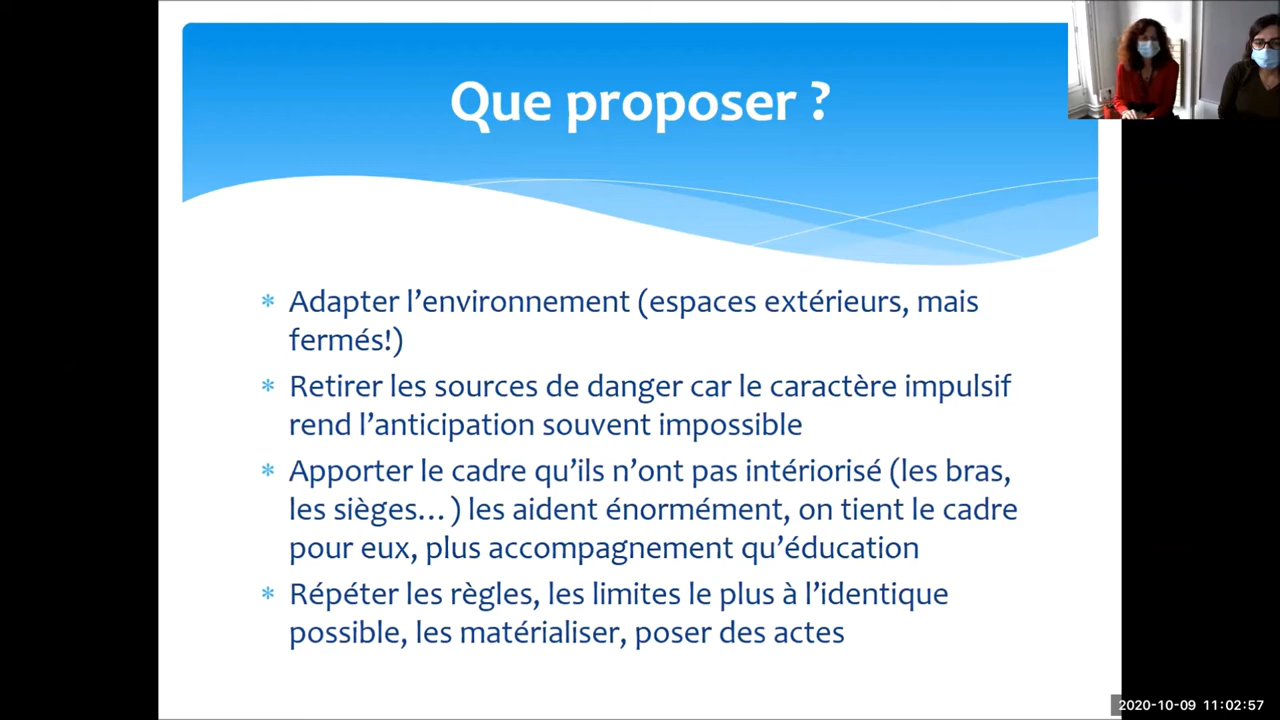 Que proposer ?
* Adapter l’environnement (espaces extérieurs, mais
fermés!)
* Retirer les sources de danger car le caractère impulsif
rend l’anticipation souvent impossible
* Apporter le cadre qu’ils n’ont pas intériorisé (les bras,
les sièges… ) les aident énormément, on tient le cadre
pour eux, plus accompagnement qu’éducation
* Répéter les règles, les limites le plus à l’identique
possible, les matérialiser, poser des actes
2020-10-09 11:02:57